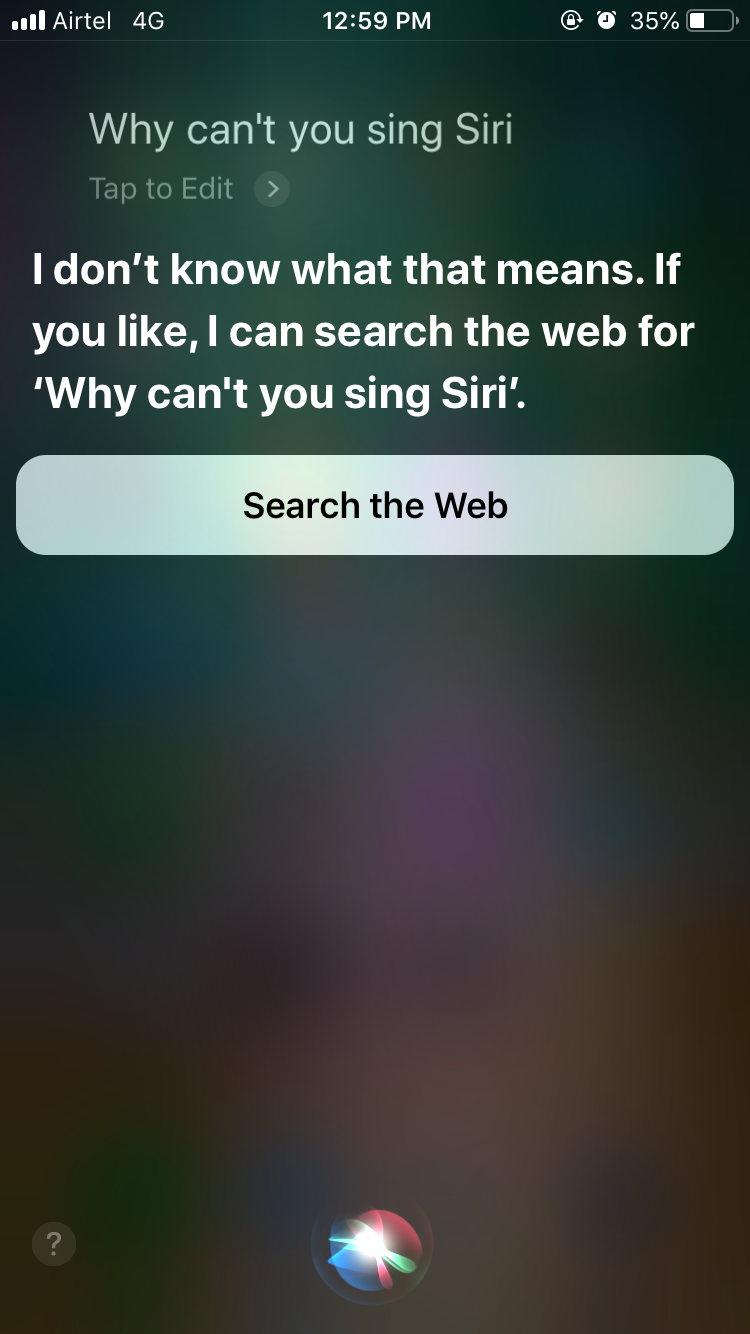 Airtel 4G 12:59 PM 35%
Why can't you sing Siri
Tap to Edit
I don’t know what that means. If
you like, I can search the web for
‘Why can't you sing Siri’.
Search the Web
?